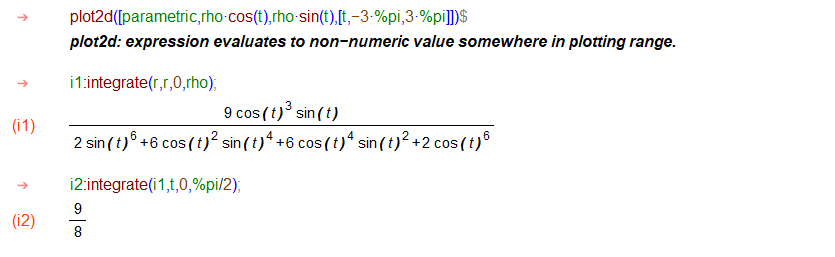 → plot2d([parametric,rho·cos(t),rho·sin(t),[t,−3·%pi,3·%pi]])$
plot2d: expression evaluates to non−numeric value somewhere in plotting range.
→ i1:integrate(r,r,0,rho);
9 cos(t)³ sin(t)
(i1)
2 sin(t)⁶+6 cos(t)² sin(t)⁴+6 cos(t)⁴ sin(t)²+2 cos(t)⁶
→ i2:integrate(i1,t,0,%pi/2);
9
(i2)
8